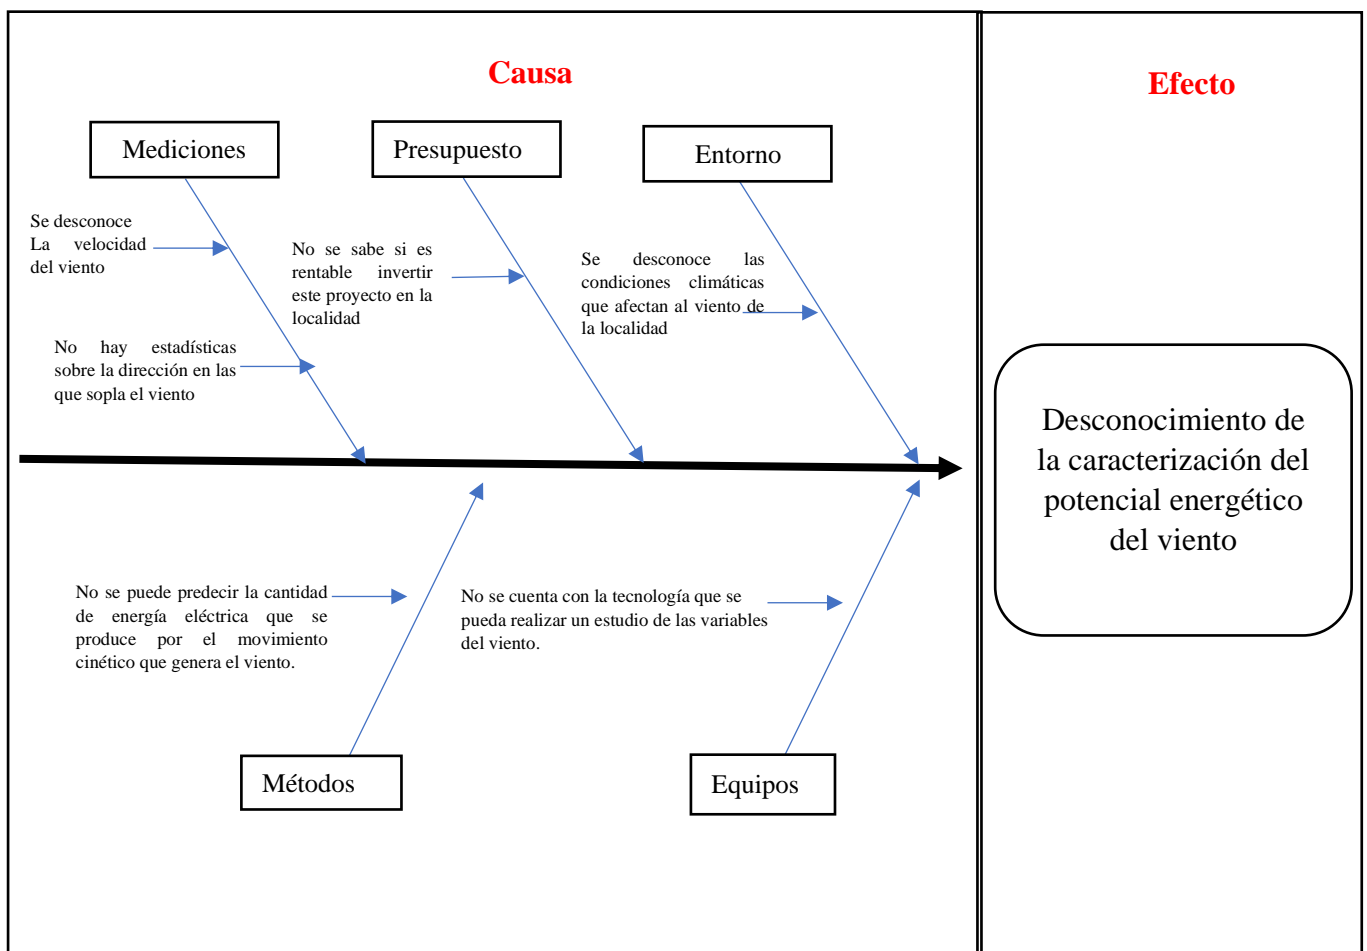 Causa
Efecto
Mediciones
Presupuesto
Entorno
Se desconoce
La velocidad
del viento
No hay estadísticas
sobre la dirección en las
que sopla el viento
No se sabe si es
rentable invertir
este proyecto en la
localidad
Se desconoce las
condiciones climáticas
que afectan al viento de
la localidad
Desconocimiento de
la caracterización del
potencial energético
del viento
No se puede predecir la cantidad
de energía eléctrica que se
produce por el movimiento
cinético que genera el viento.
No se cuenta con la tecnología que se
pueda realizar un estudio de las variables
del viento.
Métodos
Equipos